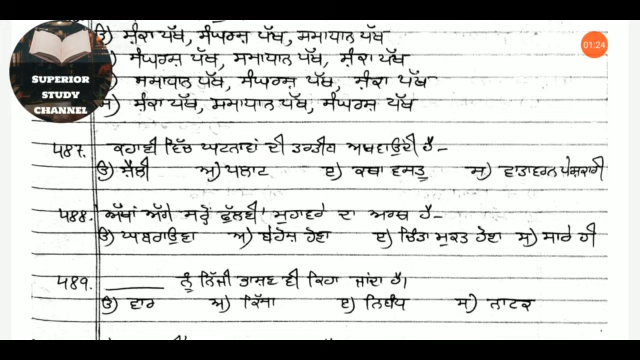 ੳ) ਸ਼ੰਕਾ ਪੱਖ, ਸੰਘਰਸ਼ ਪੱਖ, ਸਮਾਧਾਨ ਪੱਖ
) ਸੰਘਰਸ਼ ਪੱਖ, ਸਮਾਧਾਨ ਪੱਖ, ਸ਼ੰਕਾ ਪੱਖ
) ਸਮਾਧਾਨ ਪੱਖ, ਸੰਘਰਸ਼ ਪੱਖ, ਸ਼ੰਕਾ ਪੱਖ
ਸ) ਸ਼ੰਕਾ ਪੱਖ, ਸਮਾਧਾਨ ਪੱਖ, ਸੰਘਰਸ਼ ਪੱਖ
SUPERIOR
STUDY
CHANNEL
01:24
487. ਕਹਾਣੀ ਵਿੱਚ ਘਟਨਾਵਾਂ ਦੀ ਤਰਤੀਬ ਅਖਵਾਉਂਦੀ ਹੈ –
ੳ) ਸ਼ੈਲੀ ਅ) ਪਲਾਟ ੲ) ਕਥਾ ਵਸਤੂ ਸ) ਵਾਤਾਵਰਨ ਪੇਸ਼ਕਾਰੀ
488. ਅੱਖਾਂ ਅੱਗੇ ਸਰ੍ਹੋਂ ਫੁੱਲਣੀ' ਮੁਹਾਵਰੇ ਦਾ ਅਰਥ ਹੈ –
ੳ) ਘਬਰਾਉਣਾ ਅ) ਬੇਹੋਸ਼ ਹੋਣਾ ੲ) ਚਿੰਤਾ ਮੁਕਤ ਹੋਣਾ ਸ) ਸਾਰੇ ਹੀ
489. ______ ਨੂੰ ਨਿੱਜੀ ਭਾਸ਼ਣ ਵੀ ਕਿਹਾ ਜਾਂਦਾ ਹੈ।
ੳ) ਵਾਰ ਅ) ਕਿੱਸਾ ੲ) ਨਿਬੰਧ ਸ) ਨਾਟਕ